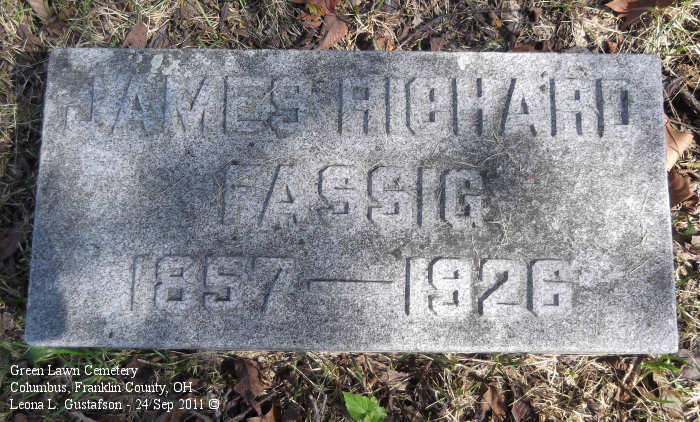 JAMES RICHARD
FASSIG
1857—1926
Green Lawn Cemetery
Columbus, Franklin County, OH
Leona L. Gustafson - 24 Sep 2011 ©